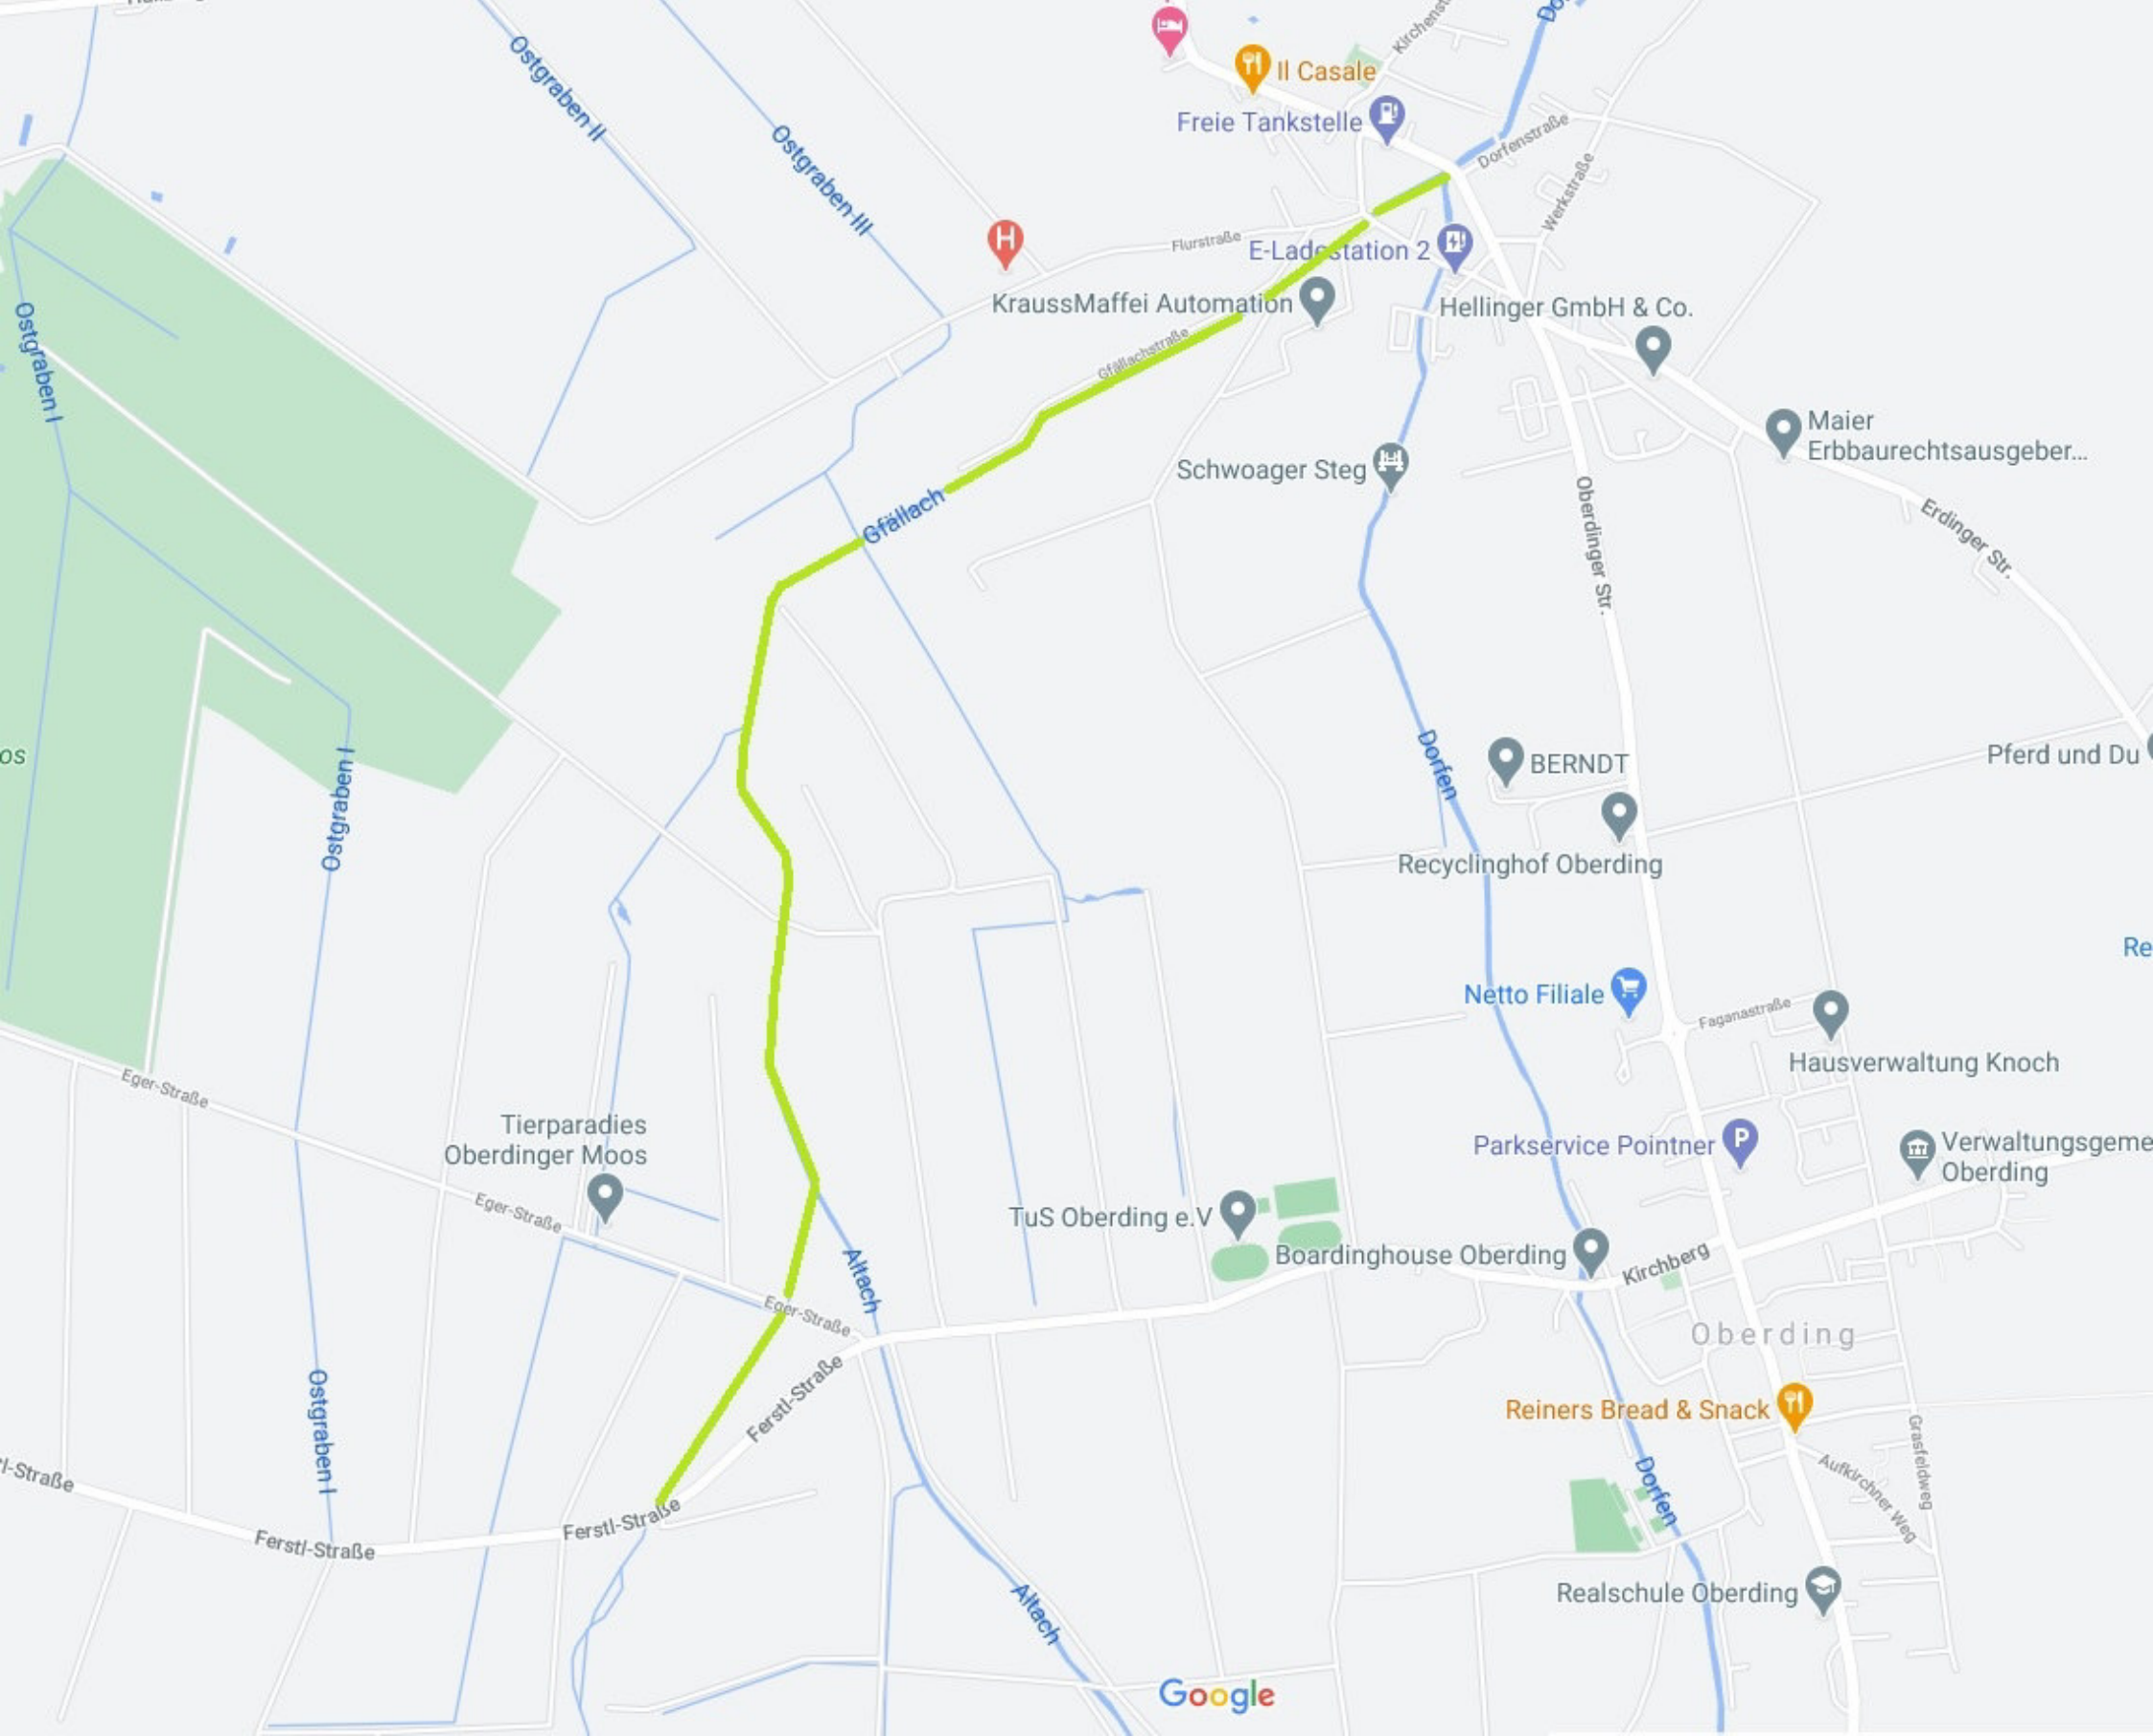 Ostgraben II
Ostgraben III
Kirchenst
Do
Il Casale
Freie Tankstelle
Dorfenstraße
Werkstraße
Flurstraße
E-Ladestation 2
KraussMaffei Automation
Hellinger GmbH & Co.
Gfällachstraße
Ostgraben I
Maier
Erbbaurechtsausgeber...
Schwoager Steg
Gfällach
Oberdinger Str.
Erdinger Str.
os
Ostgraben I
Dorfen
BERNDT
Pferd und Du
Recyclinghof Oberding
Re
Netto Filiale
Faganastraße
Hausverwaltung Knoch
Eger-Straße
Tierparadies
Oberdinger Moos
Parkservice Pointner
P
Verwaltungsgeme
Oberding
Eger-Straße
TuS Oberding e.V
Boardinghouse Oberding
Kirchberg
Altach
Eger-Straße
Oberding
Ferstl-Straße
Reiners Bread & Snack
Ostgraben I
Grasfeldweg
Aufkirchner Weg
l-Straße
Dorfen
Ferstl-Straße
Ferstl-Straße
Realschule Oberding
Altach
Google
H